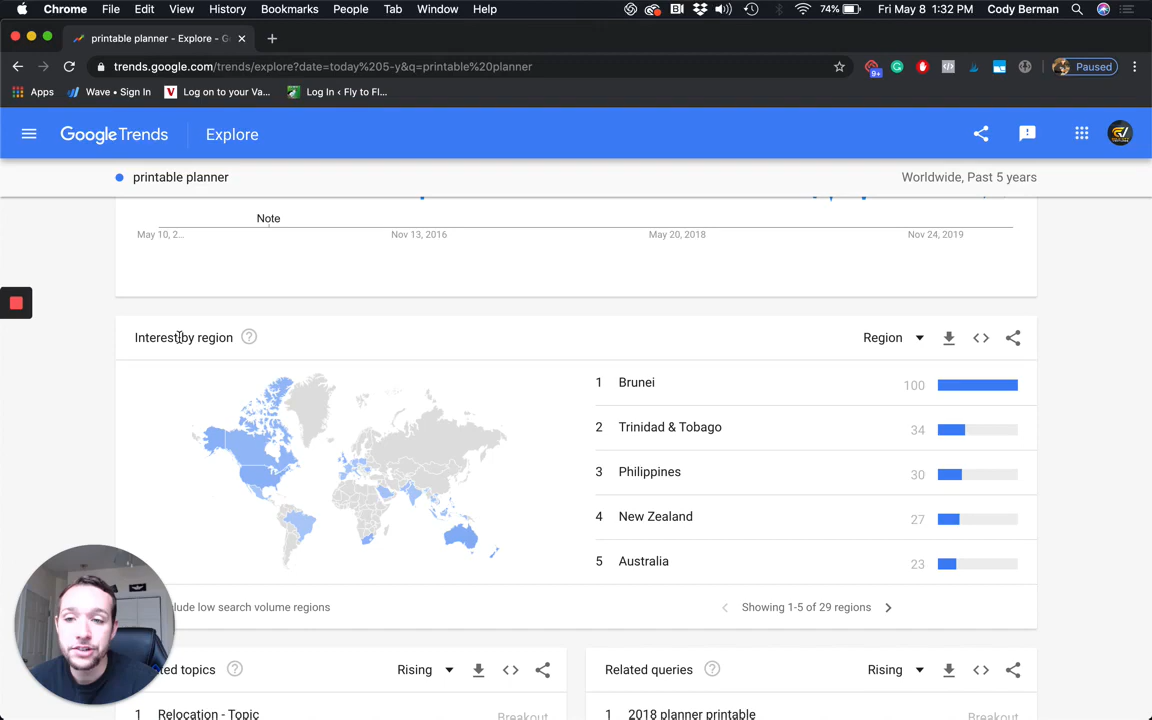 Chrome File Edit View History Bookmarks People Tab Window Help 74% Fri May 8 1:32 PM Cody Berman
printable planner - Explore - G
trends.google.com/trends/explore?date=today%205-y&q=printable%20planner 9+ Paused
Apps Wave • Sign In Log on to your Va... Log In ‹ Fly to Fl...
Google Trends Explore
printable planner Worldwide, Past 5 years
Note
May 10, 2... Nov 13, 2016 May 20, 2018 Nov 24, 2019
Interest by region Region
1 Brunei 100
2 Trinidad & Tobago 34
3 Philippines 30
4 New Zealand 27
5 Australia 23
lude low search volume regions Showing 1-5 of 29 regions
ted topics Rising Related queries Rising
1 Relocation - Topic Breakout 1 2018 planner printable Breakout